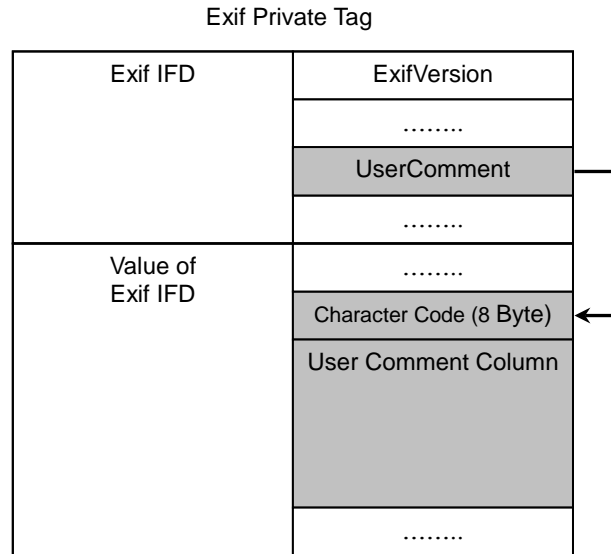 Exif Private Tag
Exif IFD
ExifVersion
........
UserComment
........
Value of
Exif IFD
........
Character Code (8 Byte)
User Comment Column
........